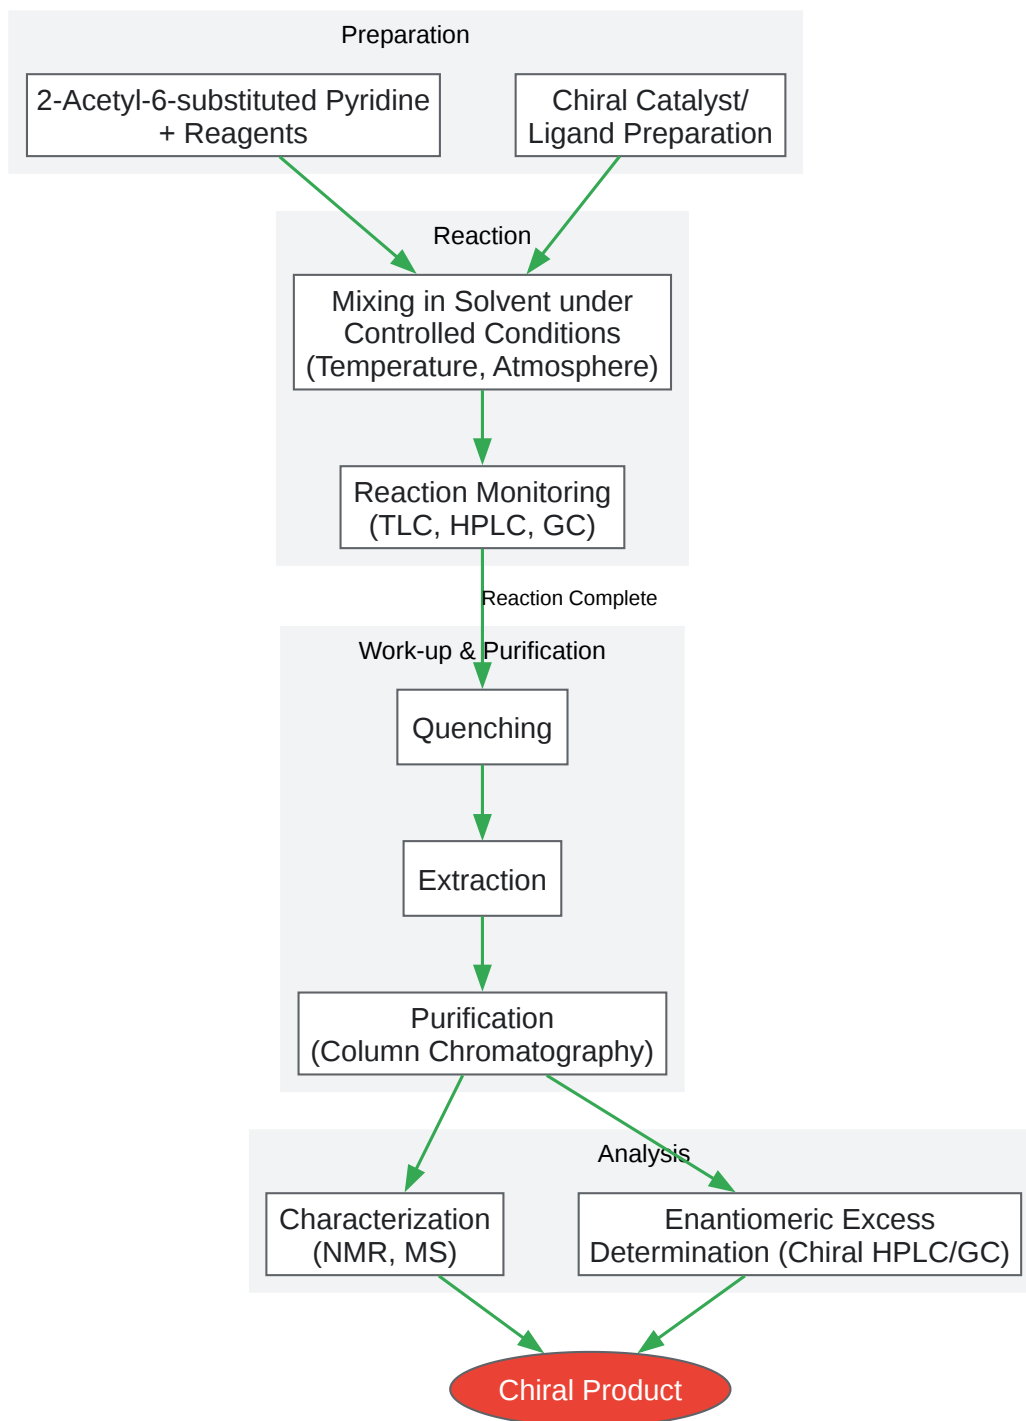 Preparation
2-Acetyl-6-substituted Pyridine
+ Reagents
Chiral Catalyst/
Ligand Preparation
Reaction
Mixing in Solvent under
Controlled Conditions
(Temperature, Atmosphere)
Reaction Monitoring
(TLC, HPLC, GC)
Reaction Complete
Work-up & Purification
Quenching
Extraction
Purification
(Column Chromatography)
Analysis
Characterization
(NMR, MS)
Enantiomeric Excess
Determination (Chiral HPLC/GC)
Chiral Product